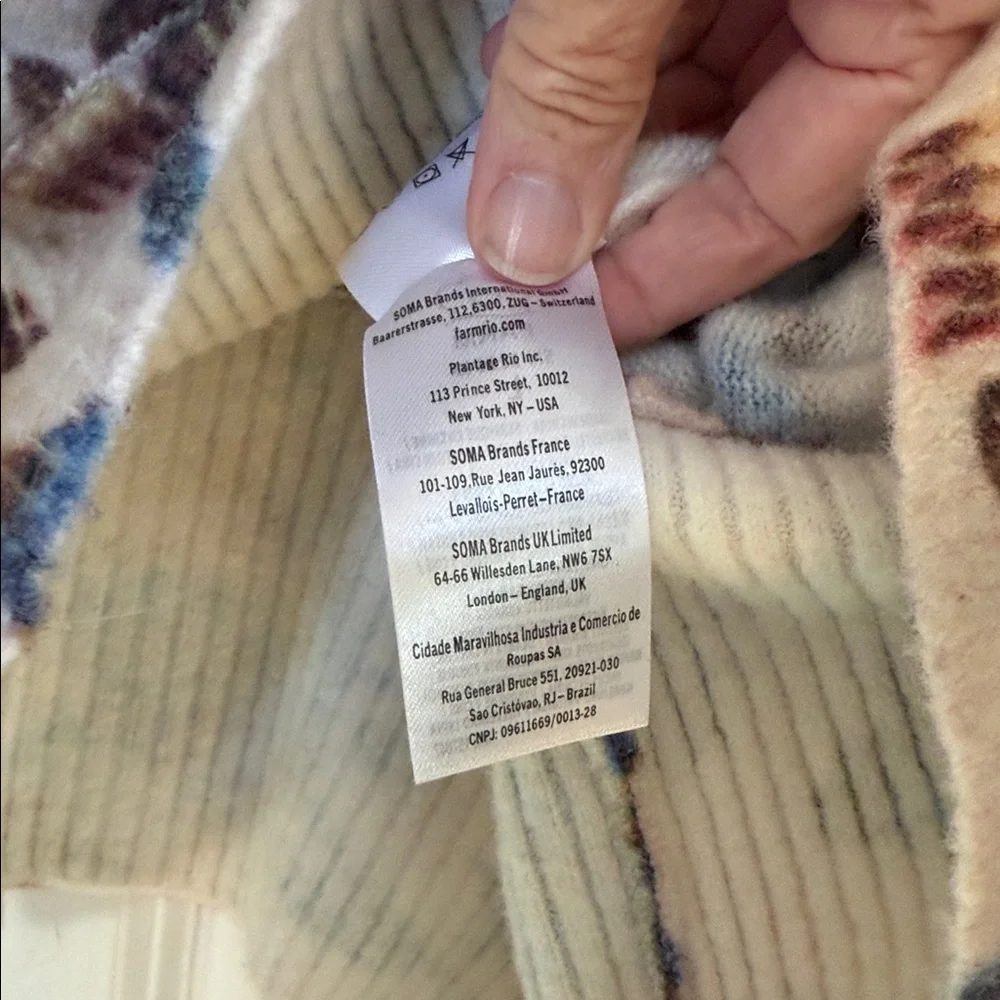 SOMA Brands International GmbH
Baarerstrasse, 112,6300, ZUG – Switzerland
farmrio.com
Plantage Rio Inc.
113 Prince Street, 10012
New York, NY – USA
SOMA Brands France
101-109, Rue Jean Jaurès, 92300
Levallois-Perret–France
SOMA Brands UK Limited
64-66 Willesden Lane, NW6 7SX
London – England, UK
Cidade Maravilhosa Industria e Comercio de
Roupas SA
Rua General Bruce 551, 20921-030
Sao Cristóvao, RJ – Brazil
CNPJ: 09611669/0013-28